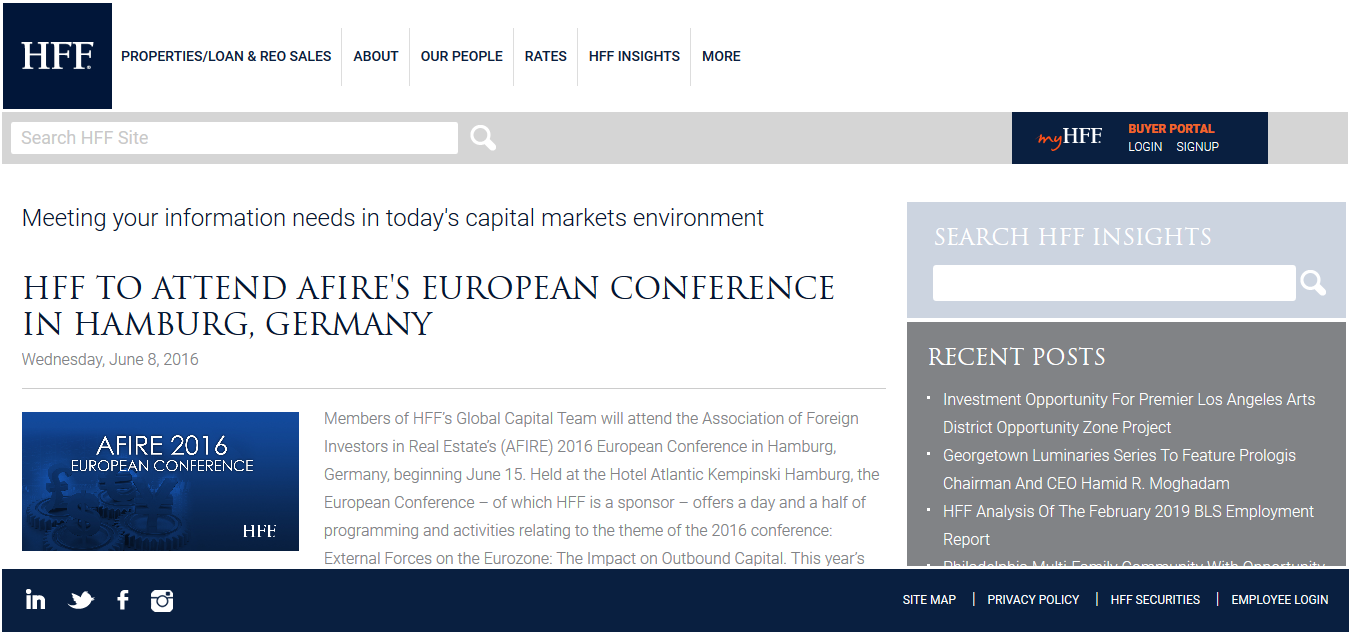 HFF
PROPERTIES/LOAN & REO SALES
ABOUT
OUR PEOPLE
RATES
HFF INSIGHTS
MORE
Search HFF Site
myHFF
BUYER PORTAL
LOGIN SIGNUP
Meeting your information needs in today's capital markets environment
HFF TO ATTEND AFIRE'S EUROPEAN CONFERENCE
IN HAMBURG, GERMANY
Wednesday, June 8, 2016
AFIRE 2016
EUROPEAN CONFERENCE
HFF
Members of HFF’s Global Capital Team will attend the Association of Foreign
Investors in Real Estate’s (AFIRE) 2016 European Conference in Hamburg,
Germany, beginning June 15. Held at the Hotel Atlantic Kempinski Hamburg, the
European Conference – of which HFF is a sponsor – offers a day and a half of
programming and activities relating to the theme of the 2016 conference:
External Forces on the Eurozone: The Impact on Outbound Capital. This year’s
SEARCH HFF INSIGHTS
RECENT POSTS
Investment Opportunity For Premier Los Angeles Arts
District Opportunity Zone Project
Georgetown Luminaries Series To Feature Prologis
Chairman And CEO Hamid R. Moghadam
HFF Analysis Of The February 2019 BLS Employment
Report
Philadelphia Multi Family Community With Opportunity
SITE MAP | PRIVACY POLICY | HFF SECURITIES | EMPLOYEE LOGIN